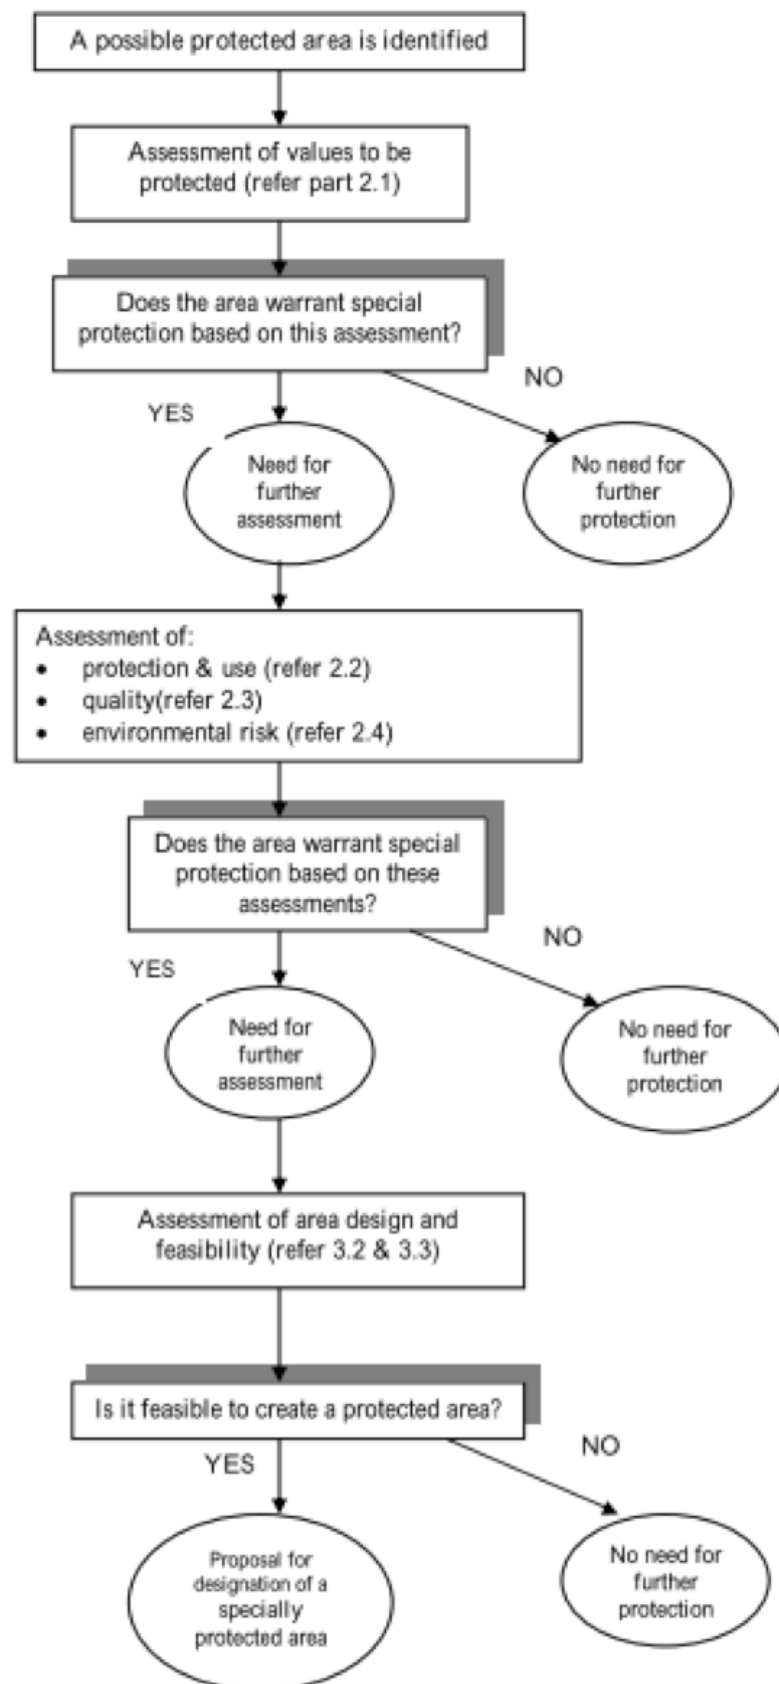 A possible protected area is identified
Assessment of values to be
protected (refer part 2.1)
Does the area warrant special
protection based on this assessment?
NO
YES
Need for
further
assessment
No need for
further
protection
Assessment of:
• protection & use (refer 2.2)
• quality(refer 2.3)
• environmental risk (refer 2.4)
Does the area warrant special
protection based on these
assessments?
NO
YES
Need for
further
assessment
No need for
further
protection
Assessment of area design and
feasibility (refer 3.2 & 3.3)
Is it feasible to create a protected area?
NO
YES
Proposal for
designation of a
specially
protected area
No need for
further
protection